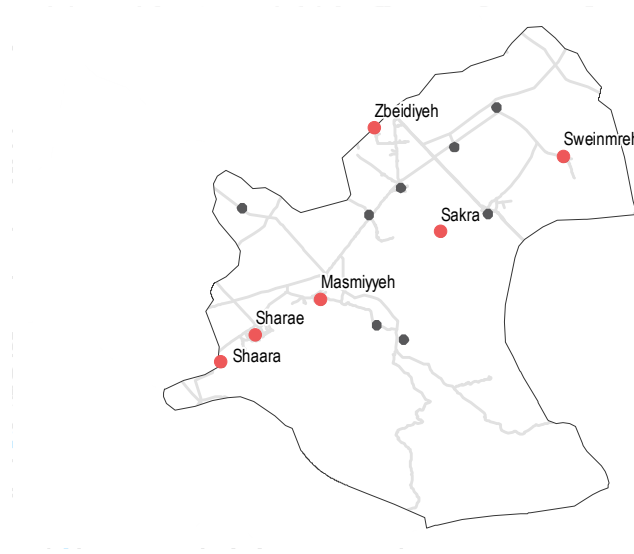 Zbeidiyeh
Sweinmreh
Sakra
Masmiyyeh
Sharae
Shaara